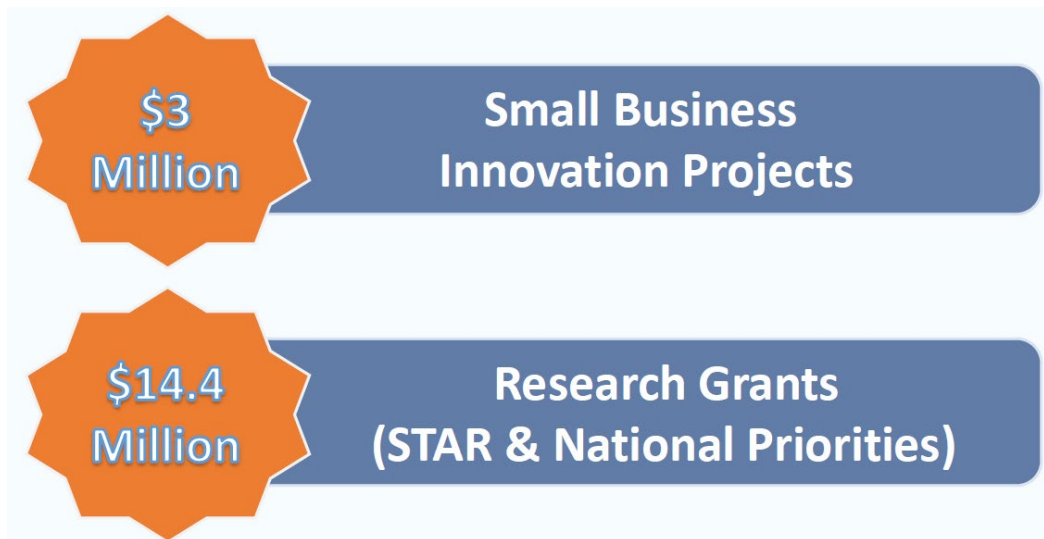 $3
Million
Small Business
Innovation Projects
$14.4
Million
Research Grants
(STAR & National Priorities)